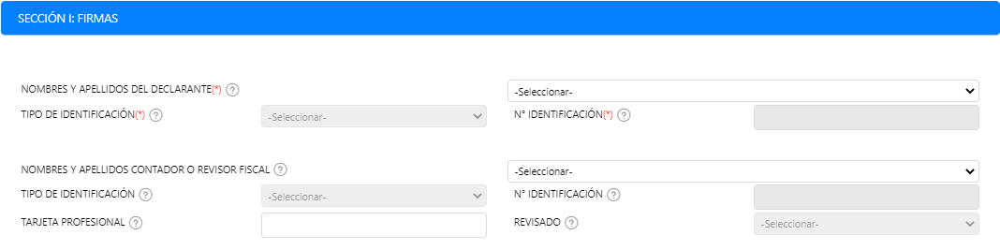 SECCIÓN I: FIRMAS
NOMBRES Y APELLIDOS DEL DECLARANTE(*) ? -Seleccionar-
TIPO DE IDENTIFICACIÓN(*) ? -Seleccionar- N° IDENTIFICACIÓN(*) ?
NOMBRES Y APELLIDOS CONTADOR O REVISOR FISCAL ? -Seleccionar-
TIPO DE IDENTIFICACIÓN ? -Seleccionar- N° IDENTIFICACIÓN ?
TARJETA PROFESIONAL ? REVISADO ? -Seleccionar-